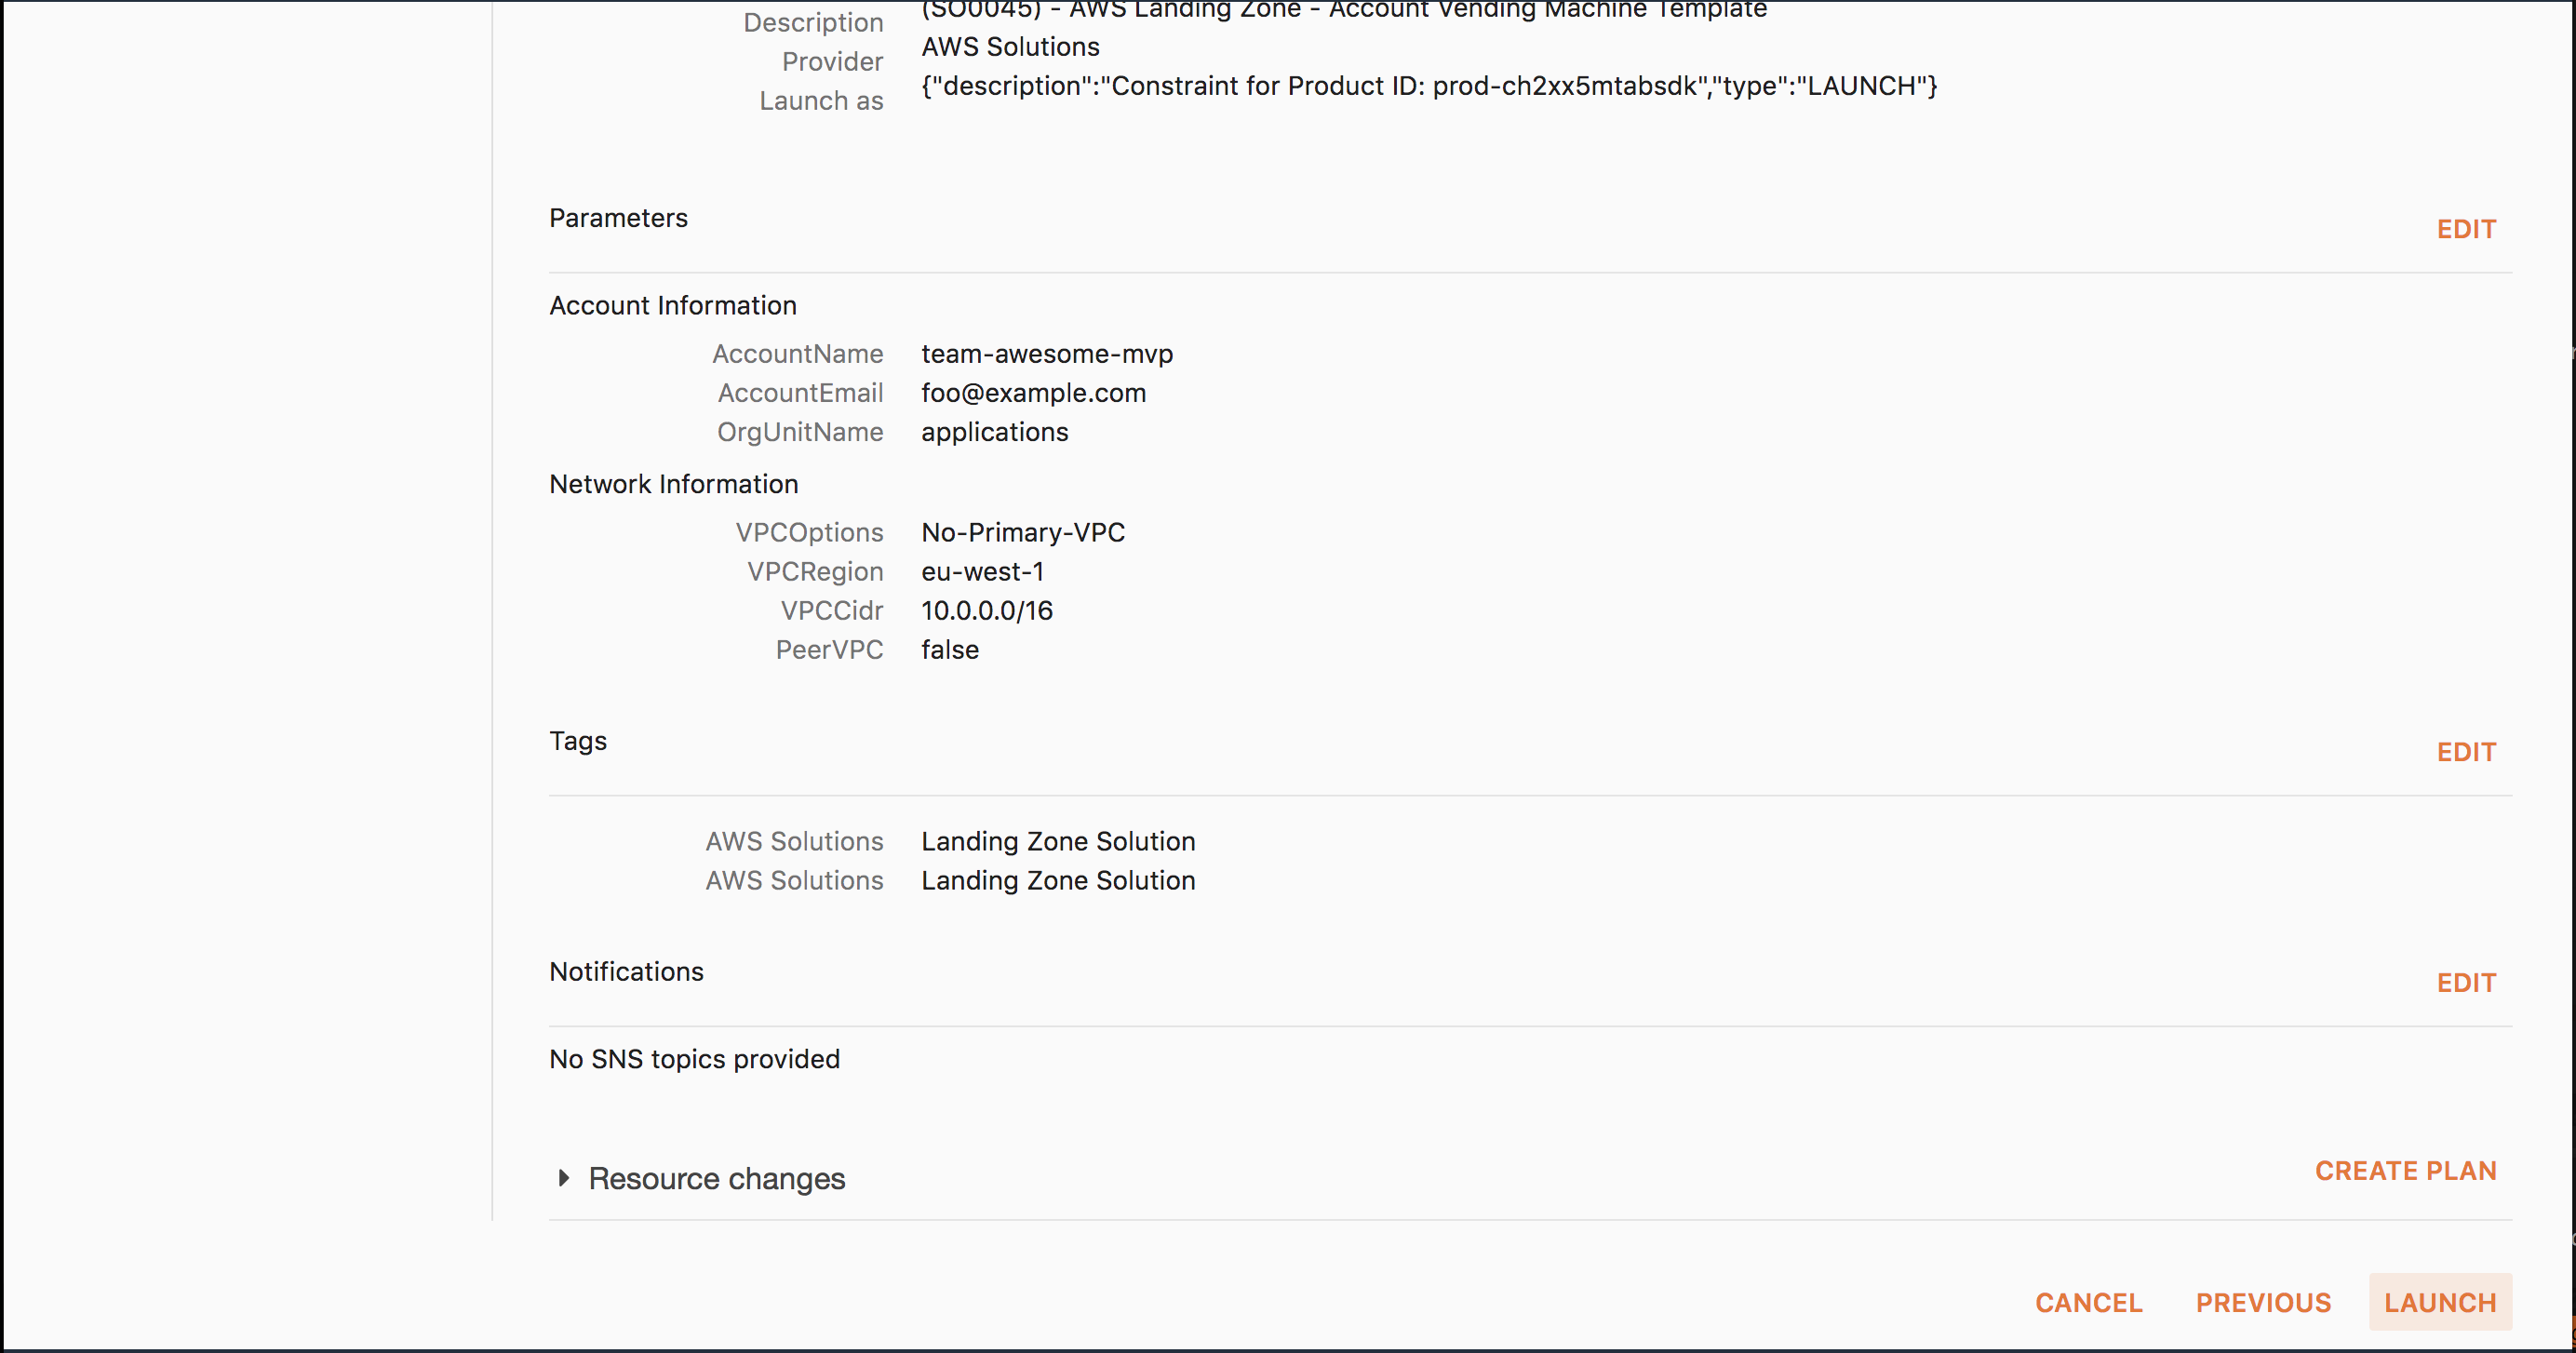 Description (SO0045) - AWS Landing Zone - Account Vending Machine Template
Provider AWS Solutions
Launch as {"description":"Constraint for Product ID: prod-ch2xx5mtabsdk","type":"LAUNCH"}
Parameters EDIT
Account Information
AccountName team-awesome-mvp
AccountEmail foo@example.com
OrgUnitName applications
Network Information
VPCOptions No-Primary-VPC
VPCRegion eu-west-1
VPCCidr 10.0.0.0/16
PeerVPC false
Tags EDIT
AWS Solutions Landing Zone Solution
AWS Solutions Landing Zone Solution
Notifications EDIT
No SNS topics provided
Resource changes CREATE PLAN
CANCEL PREVIOUS LAUNCH